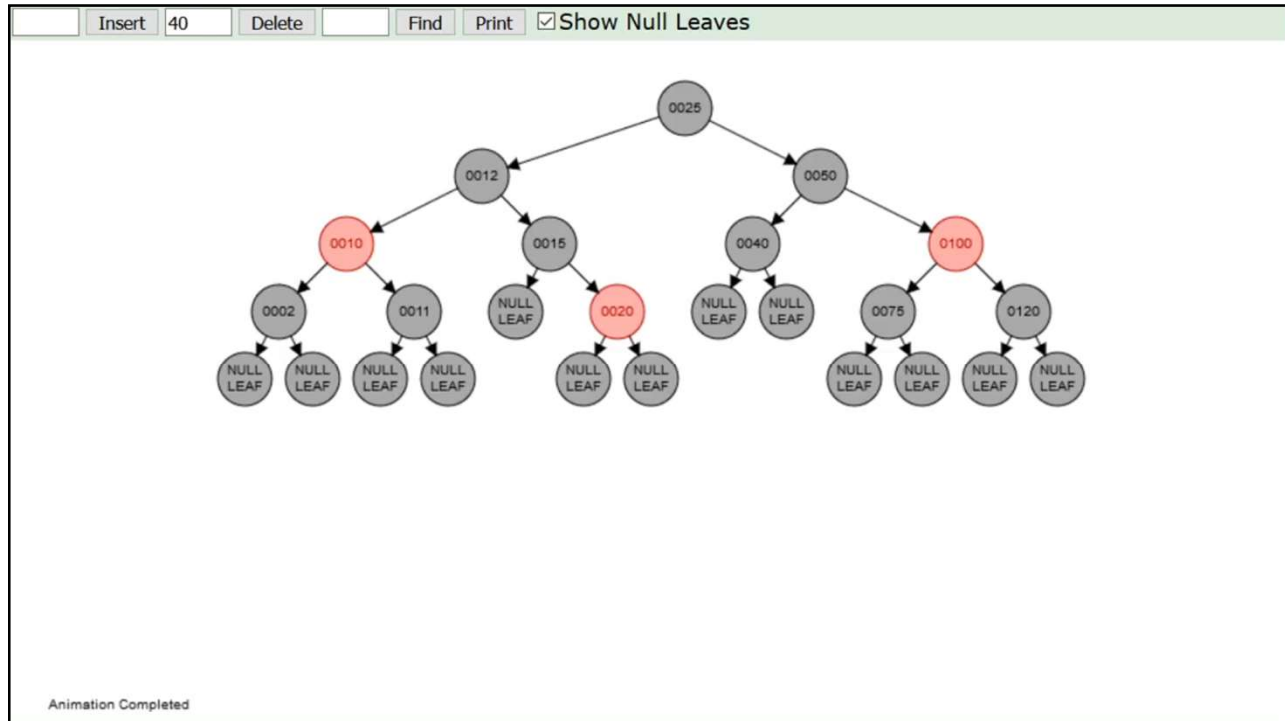 Insert 40 Delete Find Print Show Null Leaves
0025
0012 0050
0010 0015 0040 0100
0002 0011 NULL LEAF 0020 NULL LEAF NULL LEAF 0075 0120
NULL LEAF NULL LEAF NULL LEAF NULL LEAF NULL LEAF NULL LEAF NULL LEAF NULL LEAF NULL LEAF NULL LEAF
Animation Completed